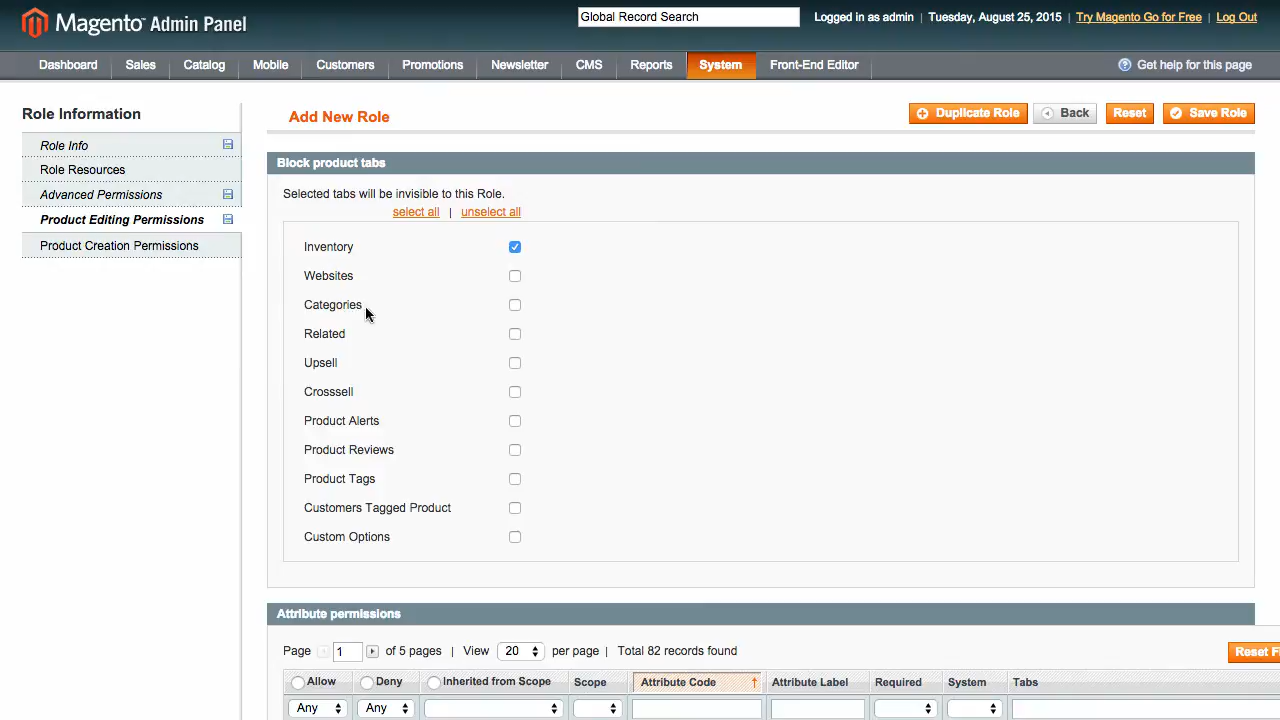 Magento Admin Panel
Global Record Search
Logged in as admin | Tuesday, August 25, 2015 | Try Magento Go for Free | Log Out
Dashboard Sales Catalog Mobile Customers Promotions Newsletter CMS Reports System Front-End Editor Get help for this page
Role Information
Role Info
Role Resources
Advanced Permissions
Product Editing Permissions
Product Creation Permissions
Add New Role
Duplicate Role Back Reset Save Role
Block product tabs
Selected tabs will be invisible to this Role.
select all | unselect all
Inventory
Websites
Categories
Related
Upsell
Crosssell
Product Alerts
Product Reviews
Product Tags
Customers Tagged Product
Custom Options
Attribute permissions
Page 1 of 5 pages | View 20 per page | Total 82 records found
Reset F
Allow Deny Inherited from Scope Scope Attribute Code Attribute Label Required System Tabs
Any Any